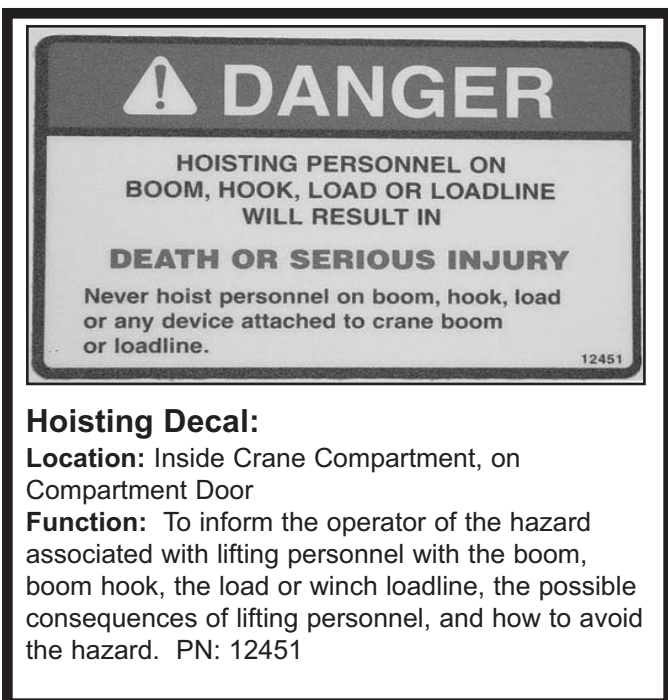 DANGER
HOISTING PERSONNEL ON
BOOM, HOOK, LOAD OR LOADLINE
WILL RESULT IN
DEATH OR SERIOUS INJURY
Never hoist personnel on boom, hook, load
or any device attached to crane boom
or loadline.
12451
Hoisting Decal:
Location: Inside Crane Compartment, on
Compartment Door
Function: To inform the operator of the hazard
associated with lifting personnel with the boom,
boom hook, the load or winch loadline, the possible
consequences of lifting personnel, and how to avoid
the hazard. PN: 12451